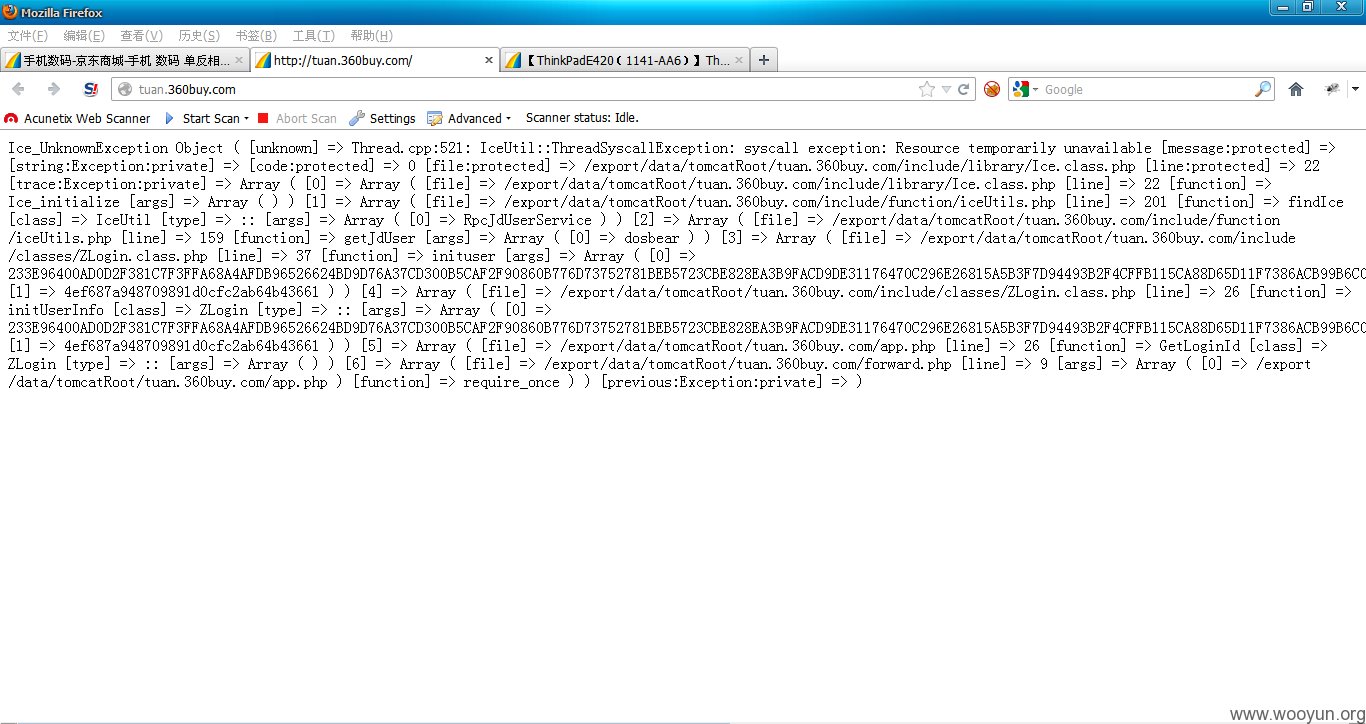 Mozilla Firefox
文件(F) 编辑(E) 查看(V) 历史(S) 书签(B) 工具(T) 帮助(H)
手机数码-京东商城-手机 数码 单反相... http://tuan.360buy.com/ 【ThinkPadE420（1141-AA6）】Th...
tuan.360buy.com Google
Acunetix Web Scanner Start Scan Abort Scan Settings Advanced Scanner status: Idle.
Ice_UnknownException Object ( [unknown] => Thread.cpp:521: IceUtil::ThreadSyscallException: syscall exception: Resource temporarily unavailable [message:protected] =>
[string:Exception:private] => [code:protected] => 0 [file:protected] => /export/data/tomcatRoot/tuan.360buy.com/include/library/Ice.class.php [line:protected] => 22
[trace:Exception:private] => Array ( [0] => Array ( [file] => /export/data/tomcatRoot/tuan.360buy.com/include/library/Ice.class.php [line] => 22 [function] =>
Ice_initialize [args] => Array ( ) ) [1] => Array ( [file] => /export/data/tomcatRoot/tuan.360buy.com/include/function/iceUtils.php [line] => 201 [function] => findIce
[class] => IceUtil [type] => :: [args] => Array ( [0] => RpcJdUserService ) ) [2] => Array ( [file] => /export/data/tomcatRoot/tuan.360buy.com/include/function
/iceUtils.php [line] => 159 [function] => getJdUser [args] => Array ( [0] => dosbear ) ) [3] => Array ( [file] => /export/data/tomcatRoot/tuan.360buy.com/include
/classes/ZLogin.class.php [line] => 37 [function] => inituser [args] => Array ( [0] =>
233E96400AD0D2F381C7F3FFA68A4AFDB96526624BD9D76A37CD300B5CAF2F90860B776D73752781BEB5723CBE828EA3B9FACD9DE31176470C296E26815A5B3F7D94493B2F4CFFB115CA88D65D11F7386ACB99B6CC
[1] => 4ef687a948709891d0cfc2ab64b43661 ) ) [4] => Array ( [file] => /export/data/tomcatRoot/tuan.360buy.com/include/classes/ZLogin.class.php [line] => 26 [function] =>
initUserInfo [class] => ZLogin [type] => :: [args] => Array ( [0] =>
233E96400AD0D2F381C7F3FFA68A4AFDB96526624BD9D76A37CD300B5CAF2F90860B776D73752781BEB5723CBE828EA3B9FACD9DE31176470C296E26815A5B3F7D94493B2F4CFFB115CA88D65D11F7386ACB99B6CC
[1] => 4ef687a948709891d0cfc2ab64b43661 ) ) [5] => Array ( [file] => /export/data/tomcatRoot/tuan.360buy.com/app.php [line] => 26 [function] => GetLoginId [class] =>
ZLogin [type] => :: [args] => Array ( ) ) [6] => Array ( [file] => /export/data/tomcatRoot/tuan.360buy.com/forward.php [line] => 9 [args] => Array ( [0] => /export
/data/tomcatRoot/tuan.360buy.com/app.php ) [function] => require_once ) ) [previous:Exception:private] => )
www.wooyun.org